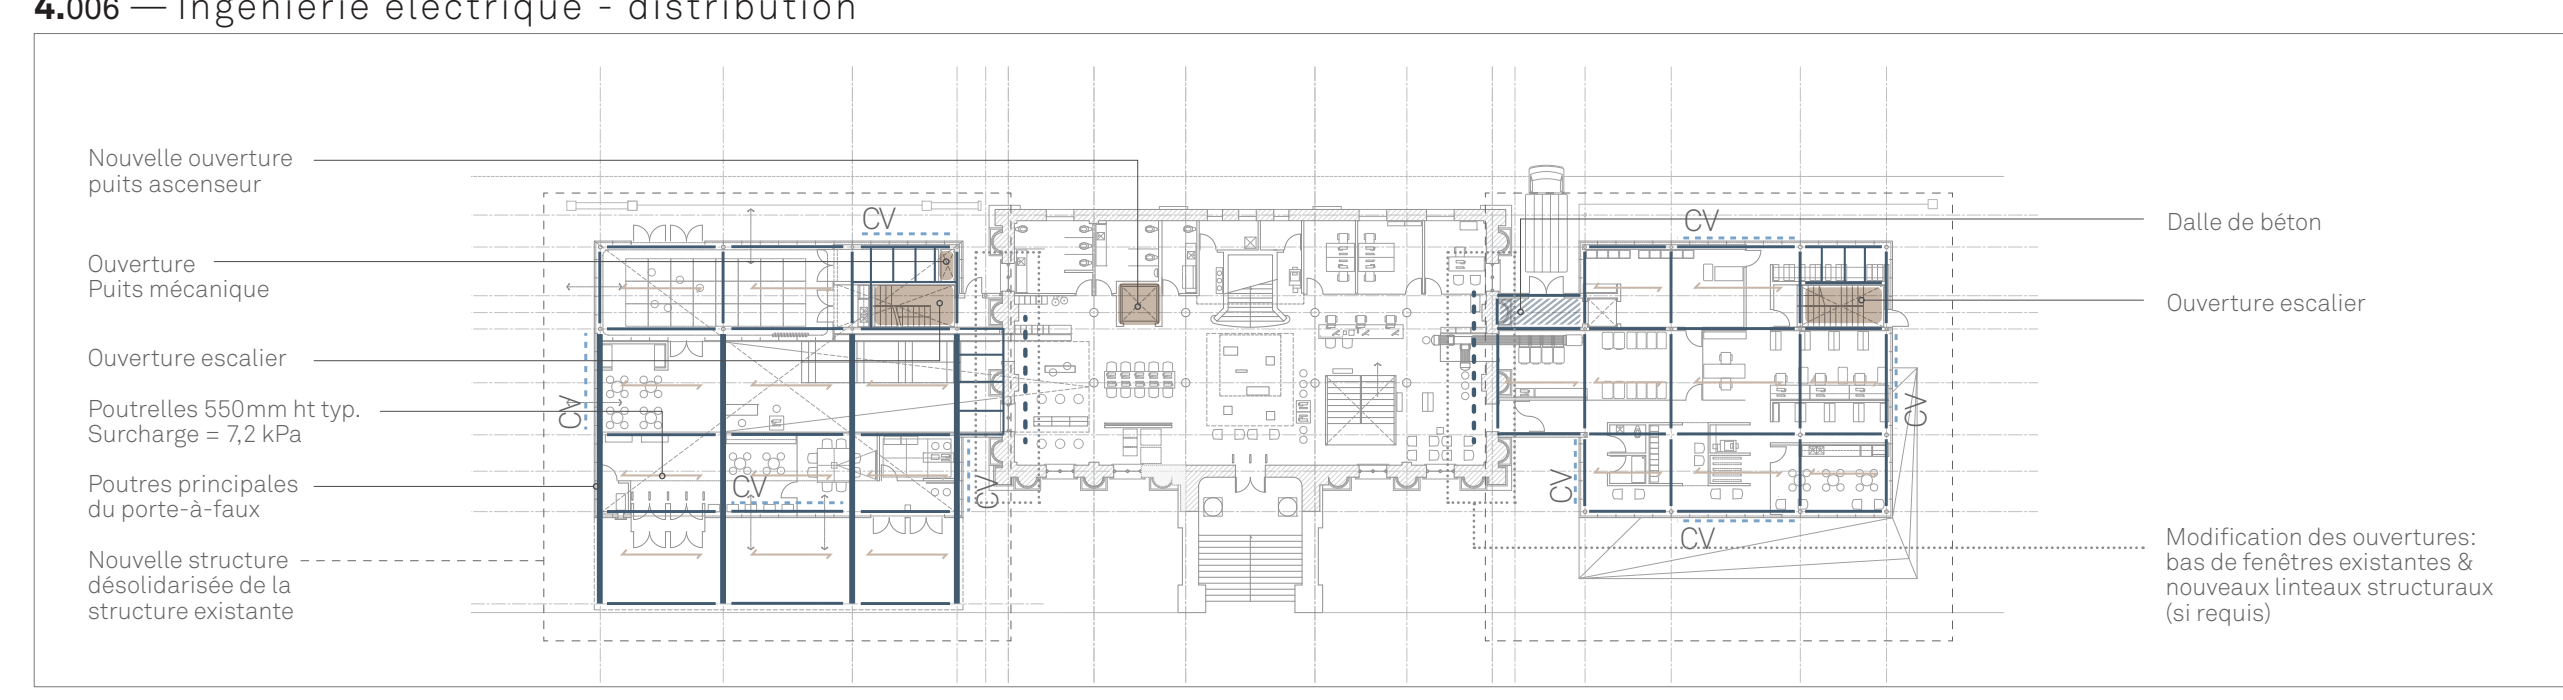 4.006 — Ingénierie électrique - distribution
Nouvelle ouverture
puits ascenseur
Ouverture
Puits mécanique
Ouverture escalier
Poutrelles 550mm ht typ.
Surcharge = 7,2 kPa
Poutres principales
du porte-à-faux
Nouvelle structure
désolidarisée de la
structure existante
CV
CV
CV
CV
CV
CV
CV
CV
Dalle de béton
Ouverture escalier
Modification des ouvertures:
bas de fenêtres existantes &
nouveaux linteaux structuraux
(si requis)